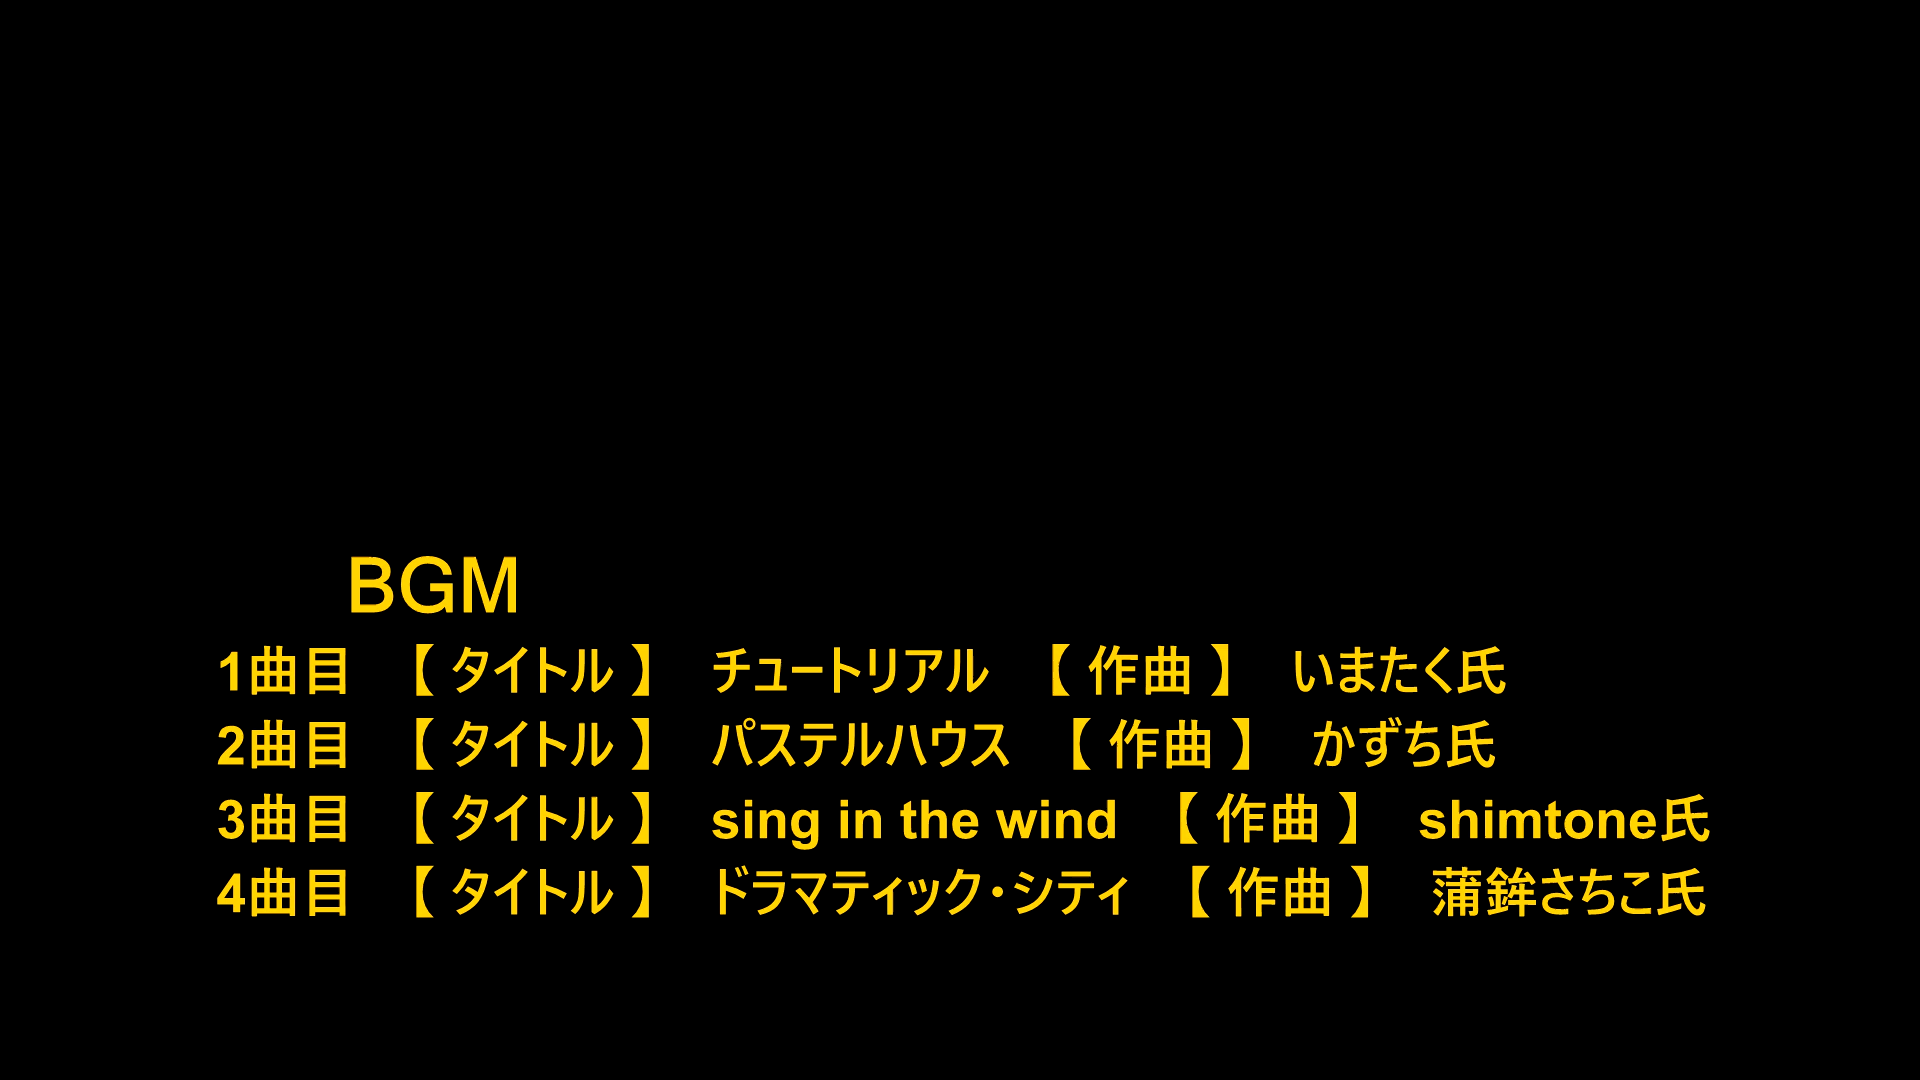 BGM
1曲目 【 タイトル 】 チュートリアル 【 作曲 】 いまたく氏
2曲目 【 タイトル 】 パステルハウス 【 作曲 】 かずち氏
3曲目 【 タイトル 】 sing in the wind 【 作曲 】 shimtone氏
4曲目 【 タイトル 】 ドラマティック・シティ 【 作曲 】 蒲鉾さちこ氏